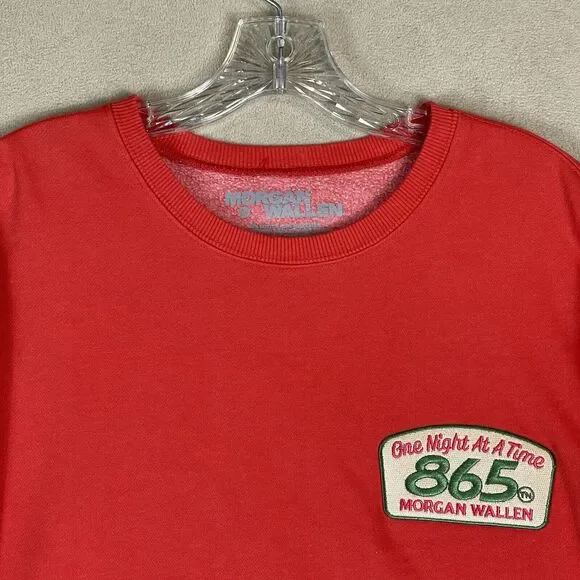 MORGAN
WALLEN
One Night At A Time
865 TN
MORGAN WALLEN